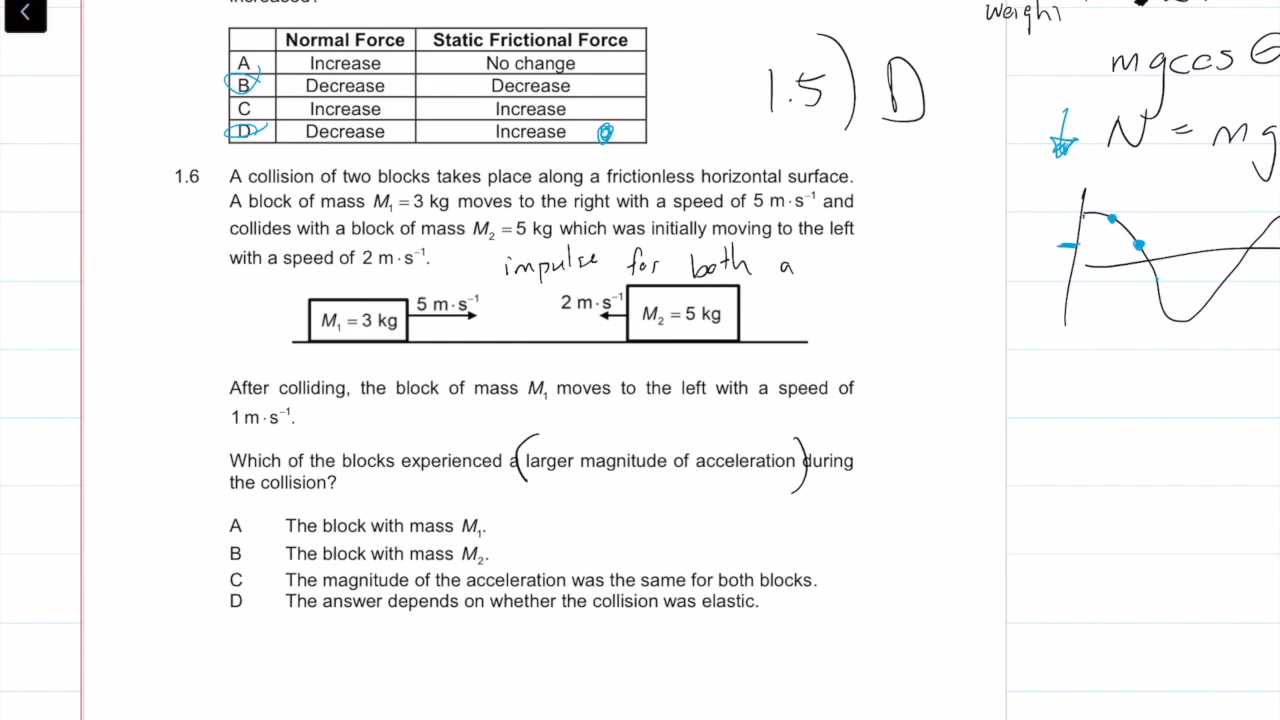 weight
Normal Force Static Frictional Force
A Increase No change
B Decrease Decrease
C Increase Increase
D Decrease Increase
1.5) D
mgcos θ
N = mg
1.6 A collision of two blocks takes place along a frictionless horizontal surface.
A block of mass M₁ = 3 kg moves to the right with a speed of 5 m·s⁻¹ and
collides with a block of mass M₂ = 5 kg which was initially moving to the left
with a speed of 2 m·s⁻¹.
impulse for both a
5 m·s⁻¹
2 m·s⁻¹
M₁ = 3 kg
M₂ = 5 kg
After colliding, the block of mass M₁ moves to the left with a speed of
1 m·s⁻¹.
Which of the blocks experienced a (larger magnitude of acceleration) during
the collision?
A The block with mass M₁.
B The block with mass M₂.
C The magnitude of the acceleration was the same for both blocks.
D The answer depends on whether the collision was elastic.